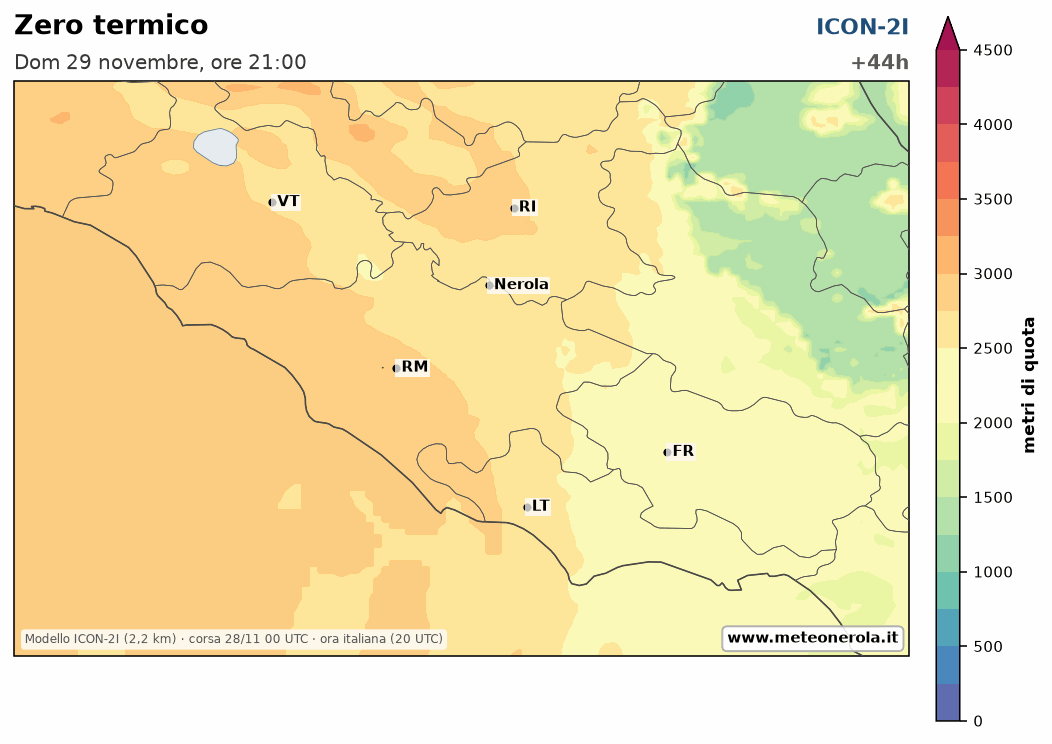 Zero termico
ICON-2I
Dom 29 novembre, ore 21:00
+44h
4500
4000
3500
3000
2500
2000
1500
1000
500
0
metri di quota
VT
RI
Nerola
RM
FR
LT
Modello ICON-2I (2,2 km) · corsa 28/11 00 UTC · ora italiana (20 UTC)
www.meteonerola.it